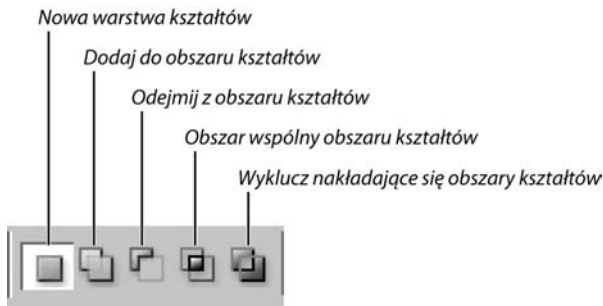 Nowa warstwa kształtów
Dodaj do obszaru kształtów
Odejmij z obszaru kształtów
Obszar wspólny obszaru kształtów
Wyklucz nakładające się obszary kształtów